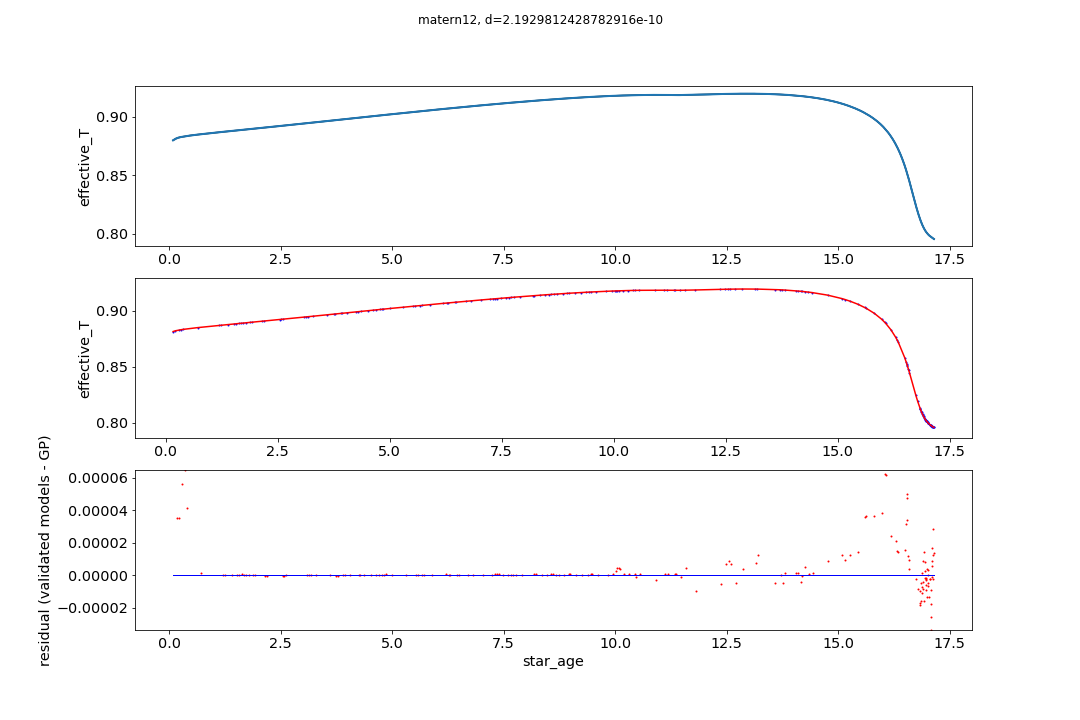 matern12, d=2.1929812428782916e-10
effective_T
0.90
0.85
0.80
0.0 2.5 5.0 7.5 10.0 12.5 15.0 17.5
effective_T
0.90
0.85
0.80
0.0 2.5 5.0 7.5 10.0 12.5 15.0 17.5
residual (validated models - GP)
0.00006
0.00004
0.00002
0.00000
−0.00002
0.0 2.5 5.0 7.5 10.0 12.5 15.0 17.5
star_age